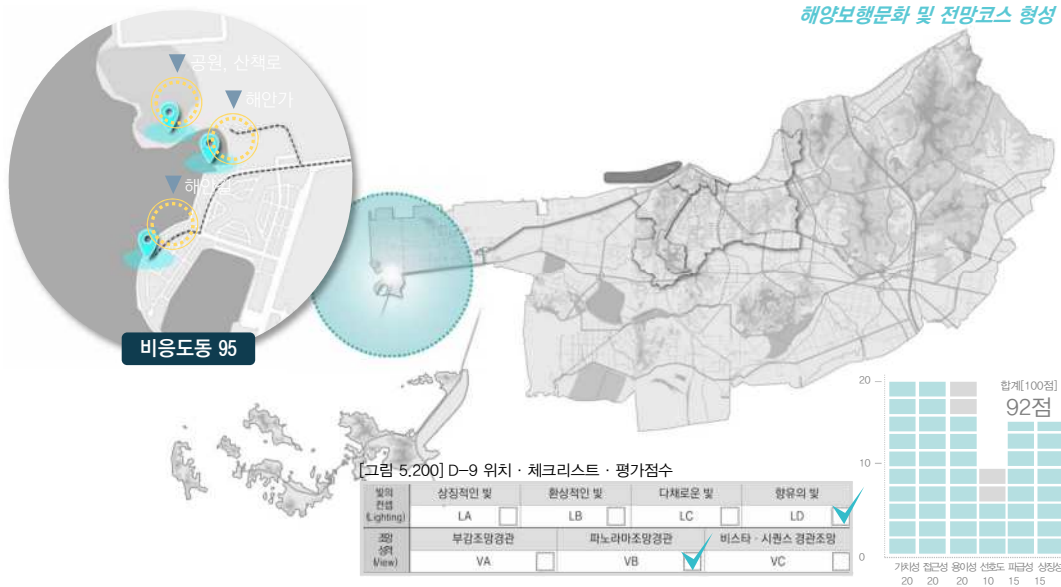 해양보행문화 및 전망코스 형성
공원, 산책로
해안가
해안길
비응도동 95
[그림 5.200] D-9 위치 · 체크리스트 · 평가점수
빛의 컨셉 (Lighting)
상징적인 빛
환상적인 빛
다채로운 빛
향유의 빛
LA
LB
LC
LD
조망 성격 (View)
부감조망경관
파노라마조망경관
비스타 · 시퀀스 경관조망
VA
VB
VC
합계[100점]
92점
20
10
0
가치성 접근성 용이성 선호도 파급성 상징성
20 20 20 10 15 15